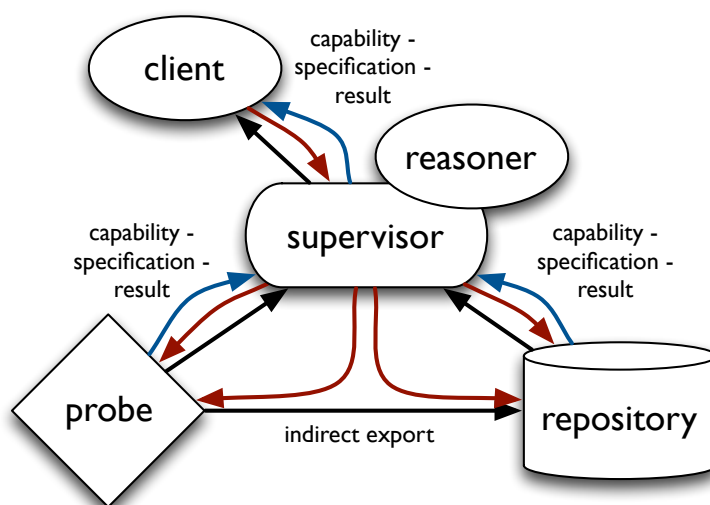 client
capability -
specification -
result
reasoner
supervisor
capability -
specification -
result
capability -
specification -
result
probe
indirect export
repository